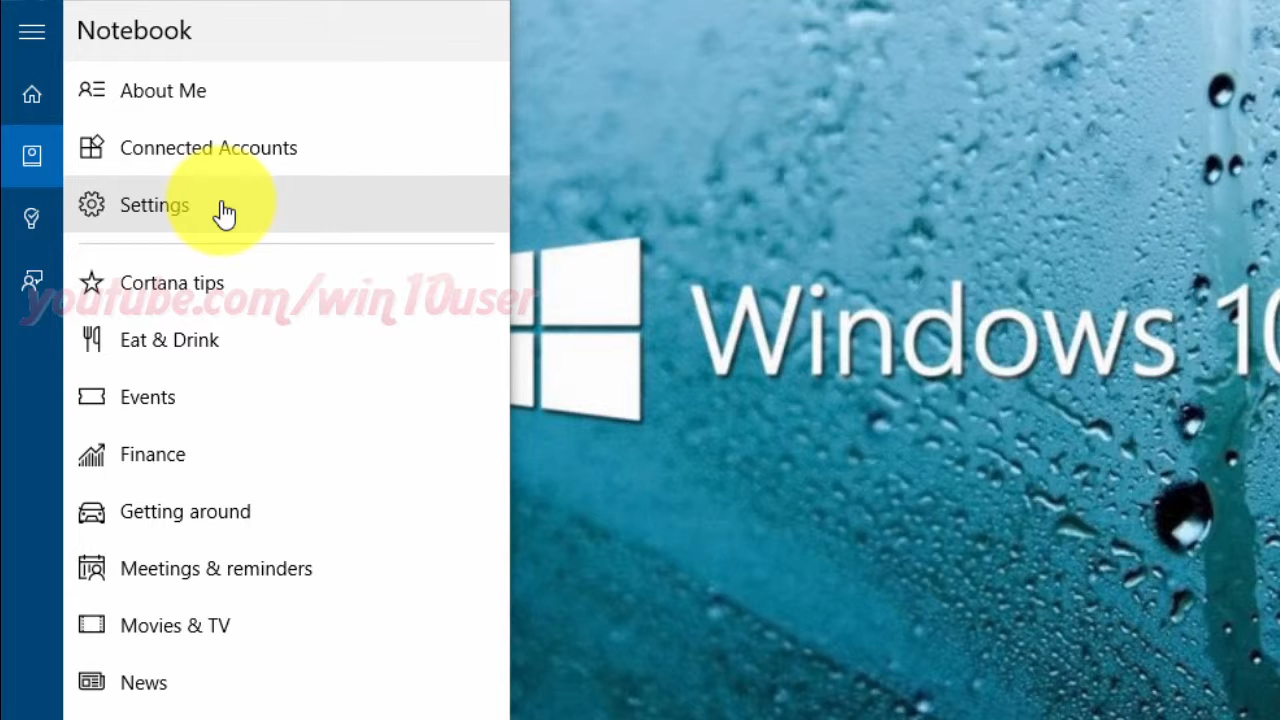 Notebook
About Me
Connected Accounts
Settings
Cortana tips
youtube.com/win10user
Eat & Drink
Windows 10
Events
Finance
Getting around
Meetings & reminders
Movies & TV
News